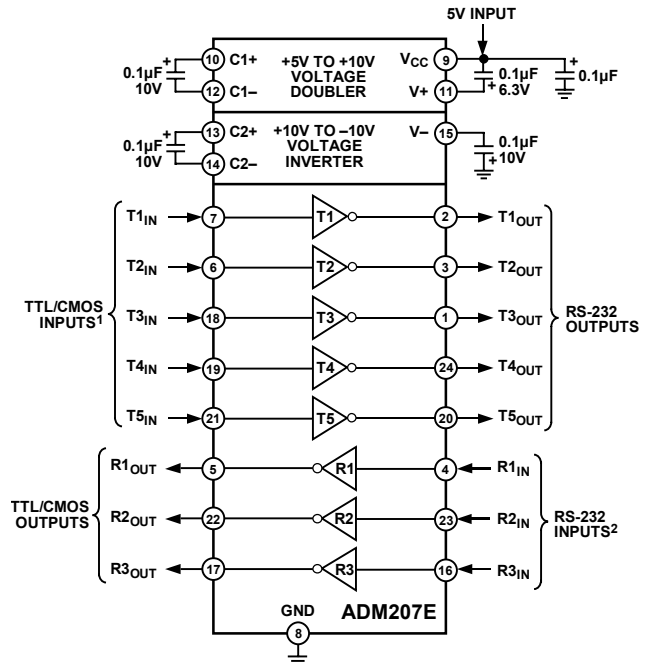 5V INPUT
0.1µF
10V
+
10
C1+
12
C1–
+5V TO +10V
VOLTAGE
DOUBLER
VCC
9
V+
11
0.1µF
+
6.3V
+
0.1µF
0.1µF
10V
+
13
C2+
14
C2–
+10V TO –10V
VOLTAGE
INVERTER
V–
15
0.1µF
+
10V
TTL/CMOS
INPUTS1
T1IN
7
T1
2
T1OUT
T2IN
6
T2
3
T2OUT
T3IN
18
T3
1
T3OUT
T4IN
19
T4
24
T4OUT
T5IN
21
T5
20
T5OUT
RS-232
OUTPUTS
TTL/CMOS
OUTPUTS
R1OUT
5
R1
4
R1IN
R2OUT
22
R2
23
R2IN
R3OUT
17
R3
16
R3IN
RS-232
INPUTS2
GND
8
ADM207E